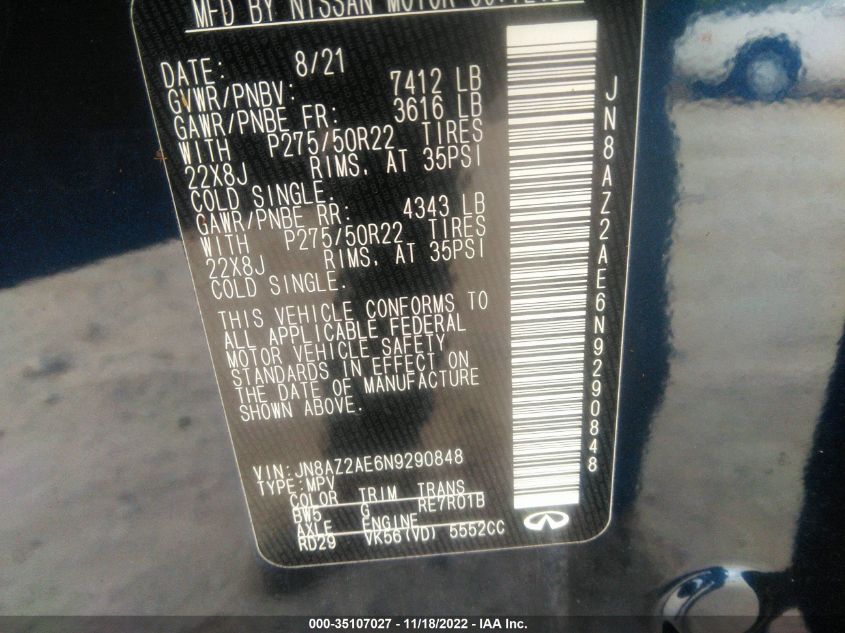 MFD BY NISSAN MOTOR
DATE: 8/21
GVWR/PNBV: 7412 LB
GAWR/PNBE FR: 3616 LB
WITH P275/50R22 TIRES
22X8J RIMS, AT 35PSI
COLD SINGLE.
GAWR/PNBE RR: 4343 LB
WITH P275/50R22 TIRES
22X8J RIMS, AT 35PSI
COLD SINGLE.
THIS VEHICLE CONFORMS TO
ALL APPLICABLE FEDERAL
MOTOR VEHICLE SAFETY
STANDARDS IN EFFECT ON
THE DATE OF MANUFACTURE
SHOWN ABOVE.
VIN:JN8AZ2AE6N9290848
TYPE:MPV
COLOR TRIM TRANS
BW5 G RE7R01B
AXLE ENGINE
RD29 VK56(VD) 5552CC
JN8AZ2AE6N9290848
000-35107027 - 11/18/2022 - IAA Inc.